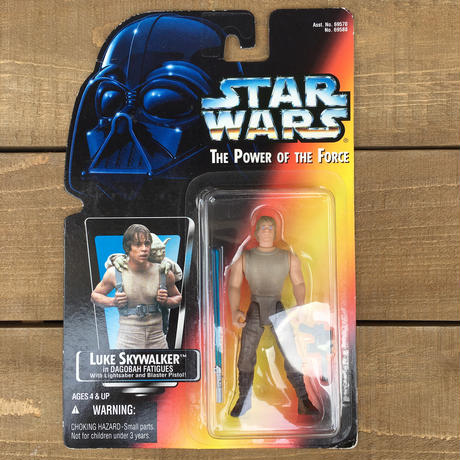 Asst. No. 69570
No. 69588
STAR
WARS
THE POWER OF THE FORCE
LUKE SKYWALKER™
in DAGOBAH FATIGUES
With Lightsaber and Blaster Pistol!
AGES 4 & UP
WARNING:
CHOKING HAZARD-Small parts.
Not for children under 3 years.